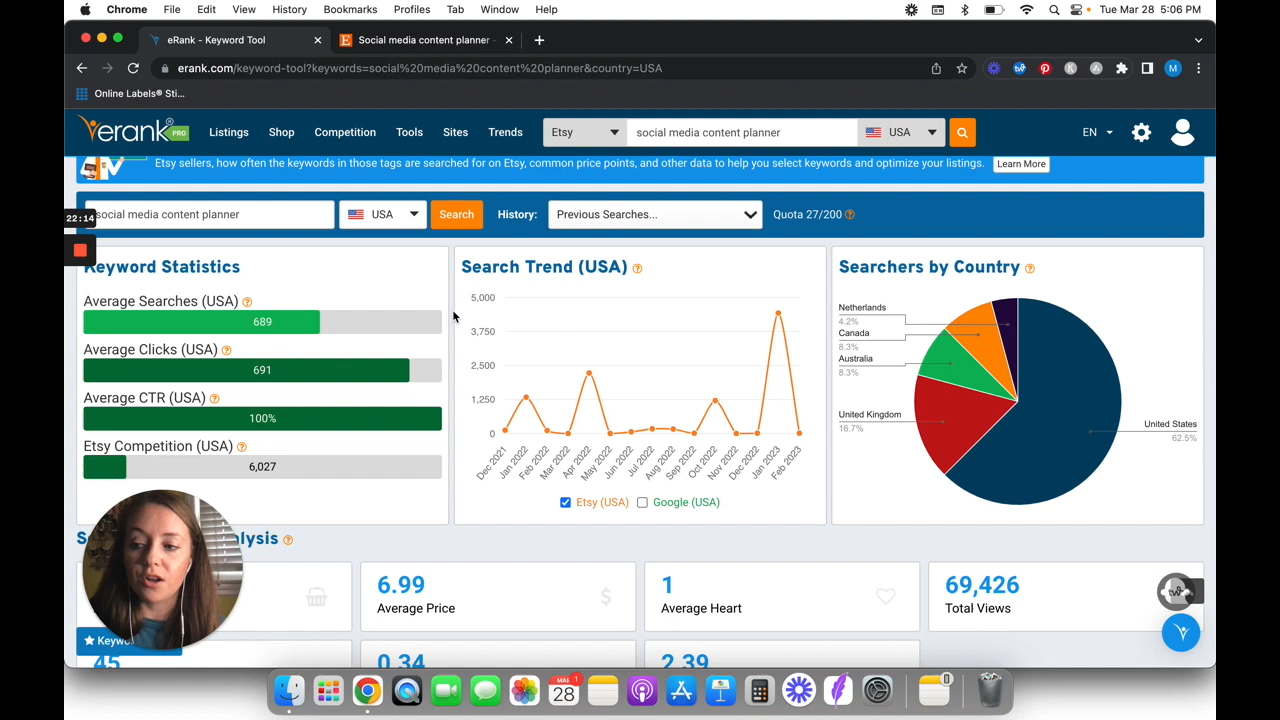 Chrome File Edit View History Bookmarks Profiles Tab Window Help Tue Mar 28 5:06 PM
eRank - Keyword Tool
Social media content planner -
erank.com/keyword-tool?keywords=social%20media%20content%20planner&country=USA
Online Labels® Sti...
erank PRO
Listings Shop Competition Tools Sites Trends
Etsy social media content planner USA EN
Etsy sellers, how often the keywords in those tags are searched for on Etsy, common price points, and other data to help you select keywords and optimize your listings. Learn More
22:14
social media content planner USA Search History: Previous Searches... Quota 27/200
Keyword Statistics
Average Searches (USA)
689
Average Clicks (USA)
691
Average CTR (USA)
100%
Etsy Competition (USA)
6,027
Search Trend (USA)
5,000
3,750
2,500
1,250
0
Dec 2021 Jan 2022 Feb 2022 Mar 2022 Apr 2022 May 2022 Jun 2022 Jul 2022 Aug 2022 Sep 2022 Oct 2022 Nov 2022 Dec 2022 Jan 2023 Feb 2023
Etsy (USA) Google (USA)
Searchers by Country
Netherlands
4.2%
Canada
8.3%
Australia
8.3%
United Kingdom
16.7%
United States
62.5%
6.99
Average Price
$
1
Average Heart
69,426
Total Views
45
0.34
2.39
MAR
28
1